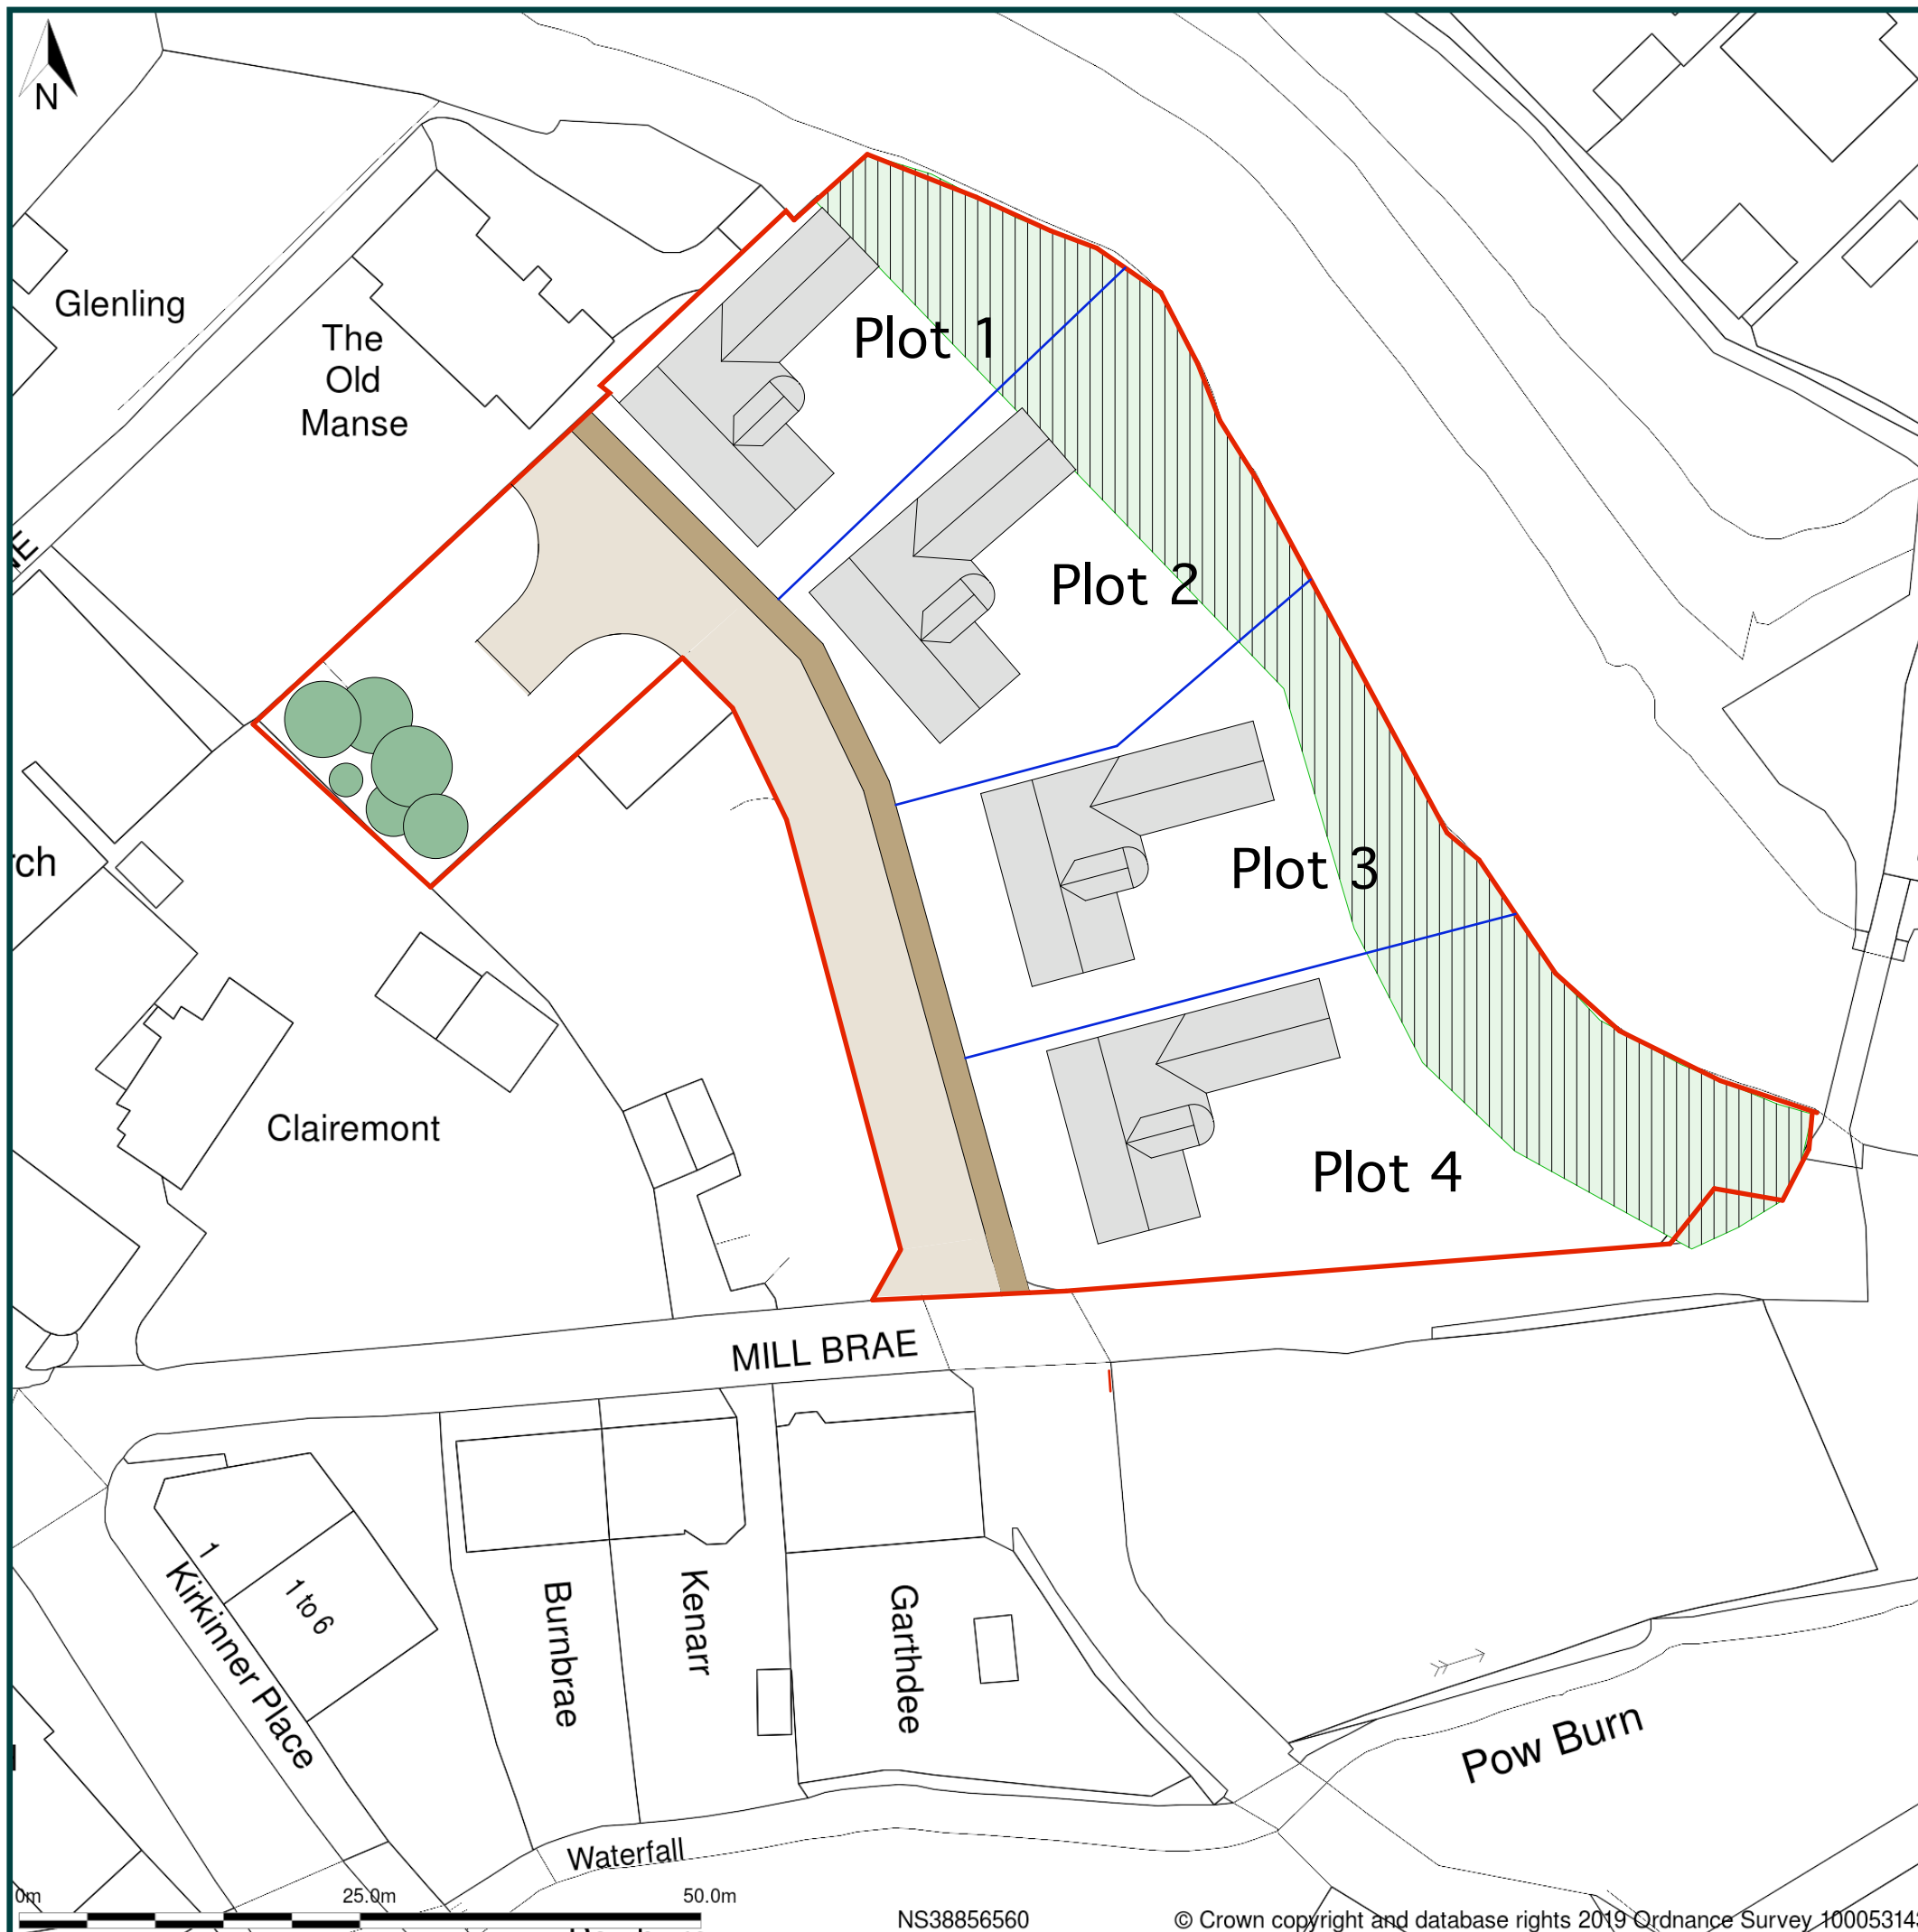 N
Glenling
The
Old
Manse
Plot 1
Plot 2
Plot 3
Plot 4
rch
Clairemont
MILL BRAE
1
1 to 6
Kirkinner Place
Burnbrae
Kenarr
Garthdee
Pow Burn
Waterfall
0m
25.0m
50.0m
NS38856560
© Crown copyright and database rights 2019 Ordnance Survey 10005314